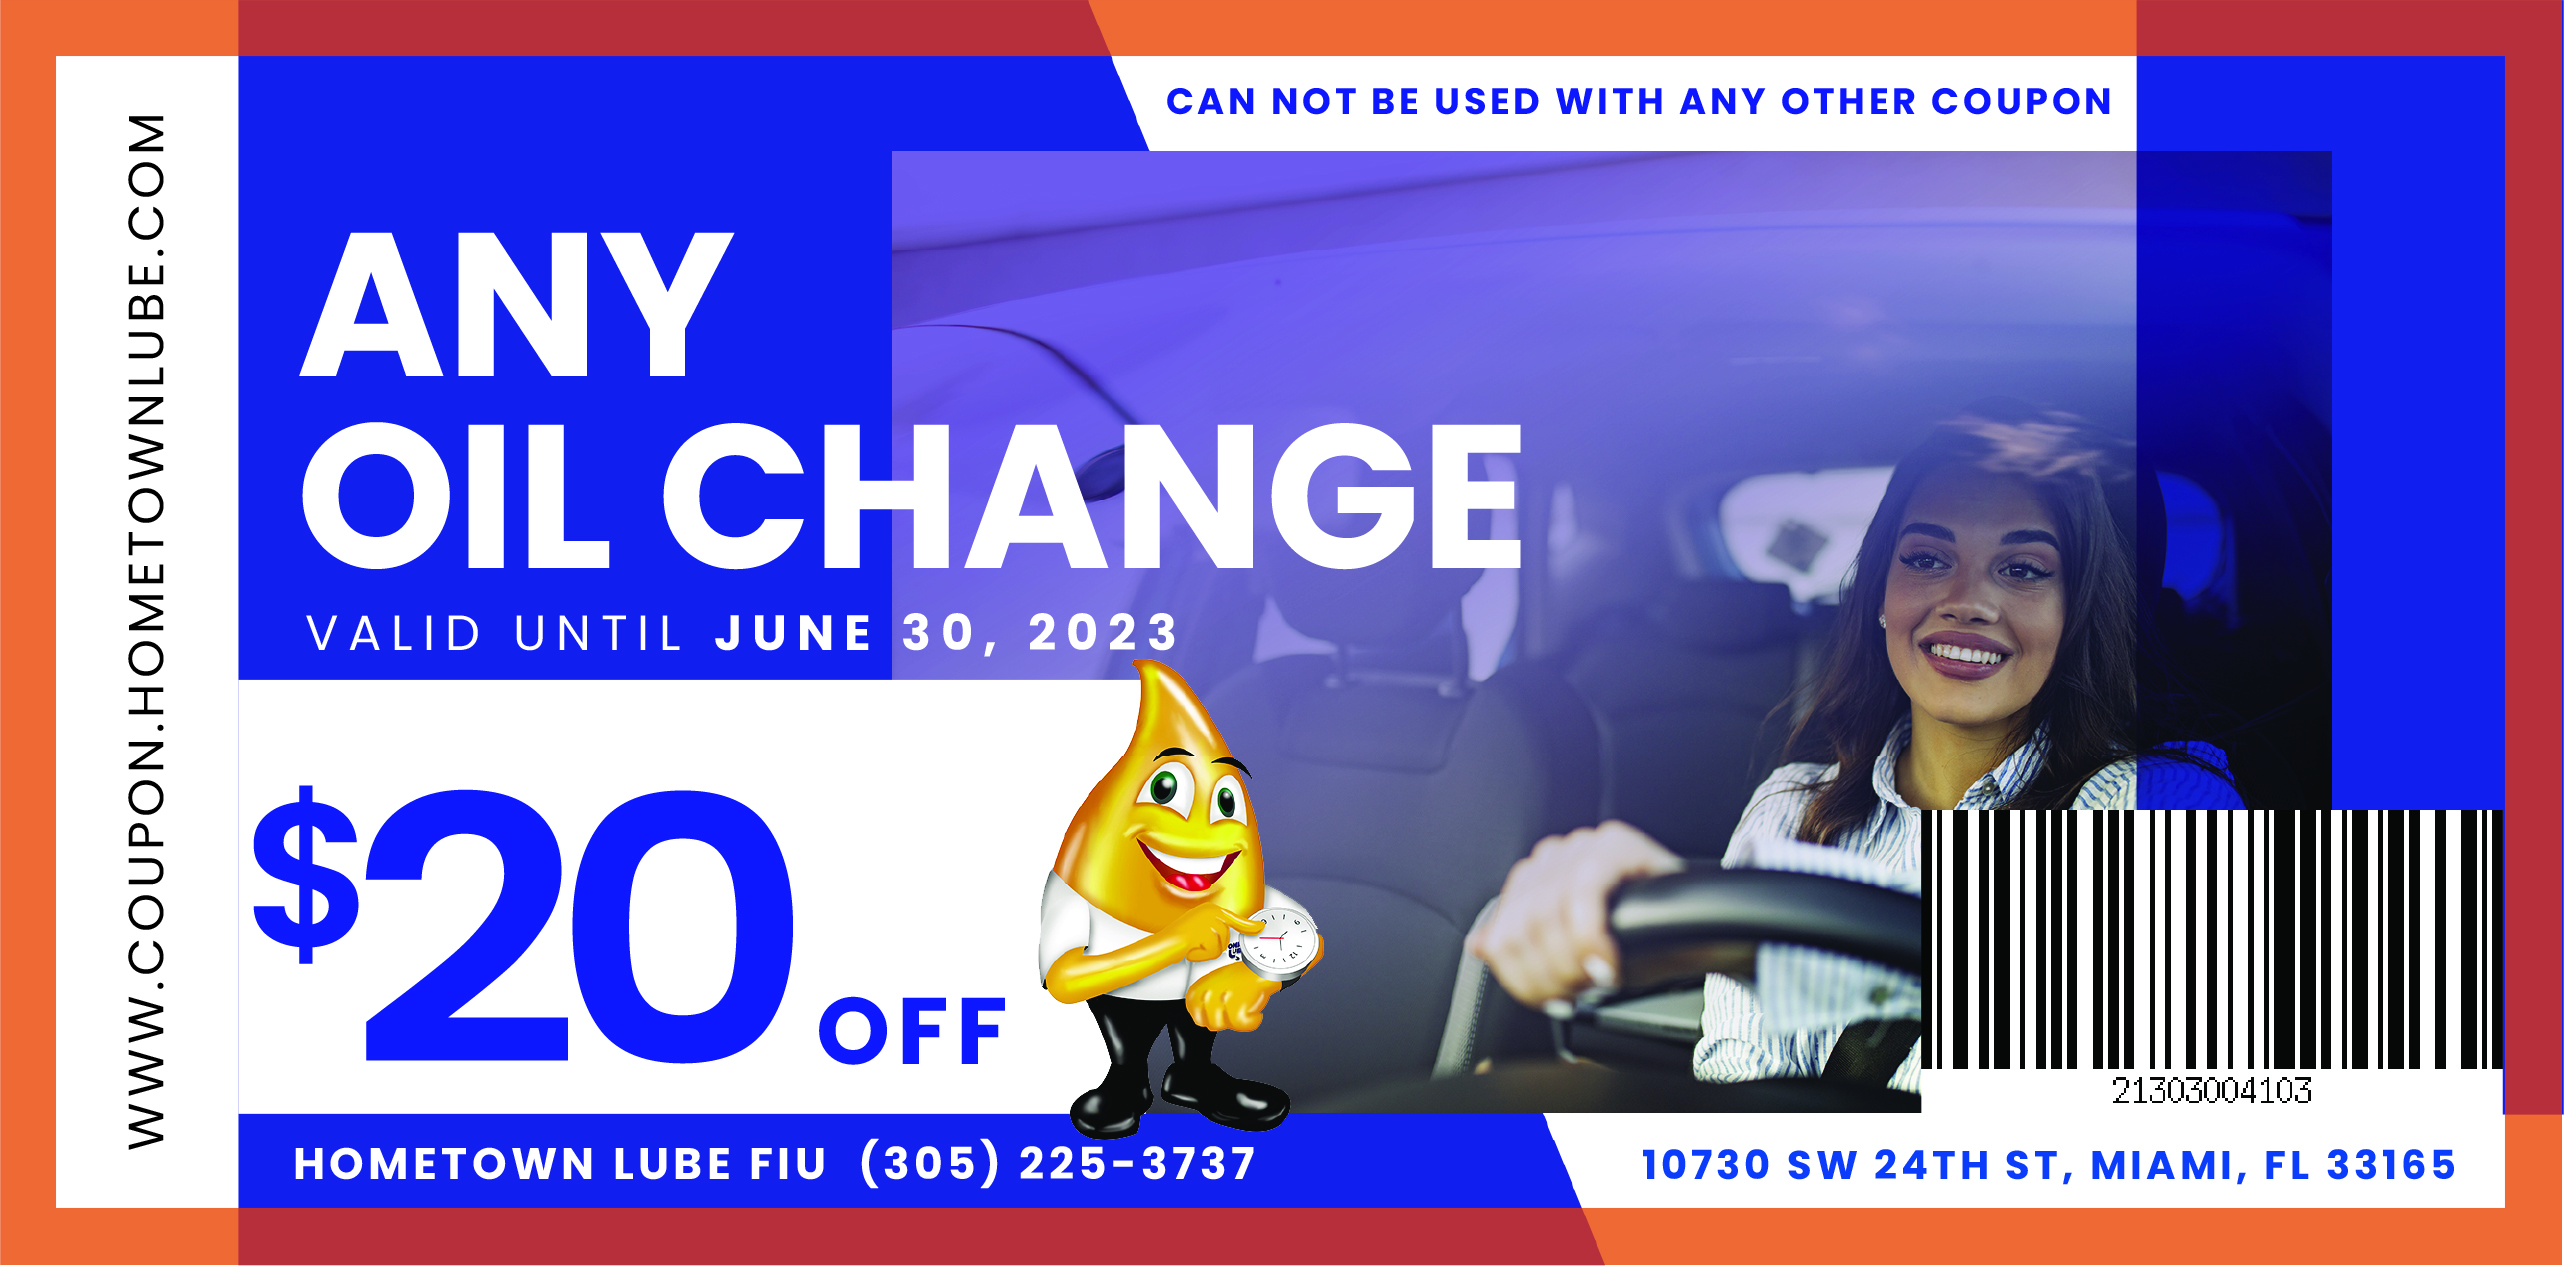 CAN NOT BE USED WITH ANY OTHER COUPON
WWW.COUPON.HOMETOWNLUBE.COM
ANY
OIL CHANGE
VALID UNTIL JUNE 30, 2023
$20 OFF
21303004103
HOMETOWN LUBE FIU (305) 225-3737
10730 SW 24TH ST, MIAMI, FL 33165